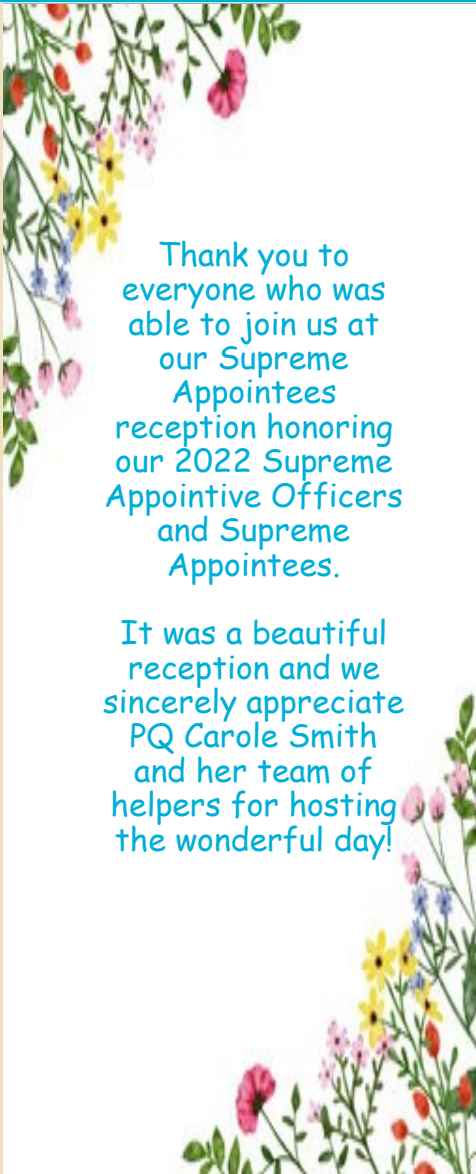 Thank you to
everyone who was
able to join us at
our Supreme
Appointees
reception honoring
our 2022 Supreme
Appointive Officers
and Supreme
Appointees.
It was a beautiful
reception and we
sincerely appreciate
PQ Carole Smith
and her team of
helpers for hosting
the wonderful day!